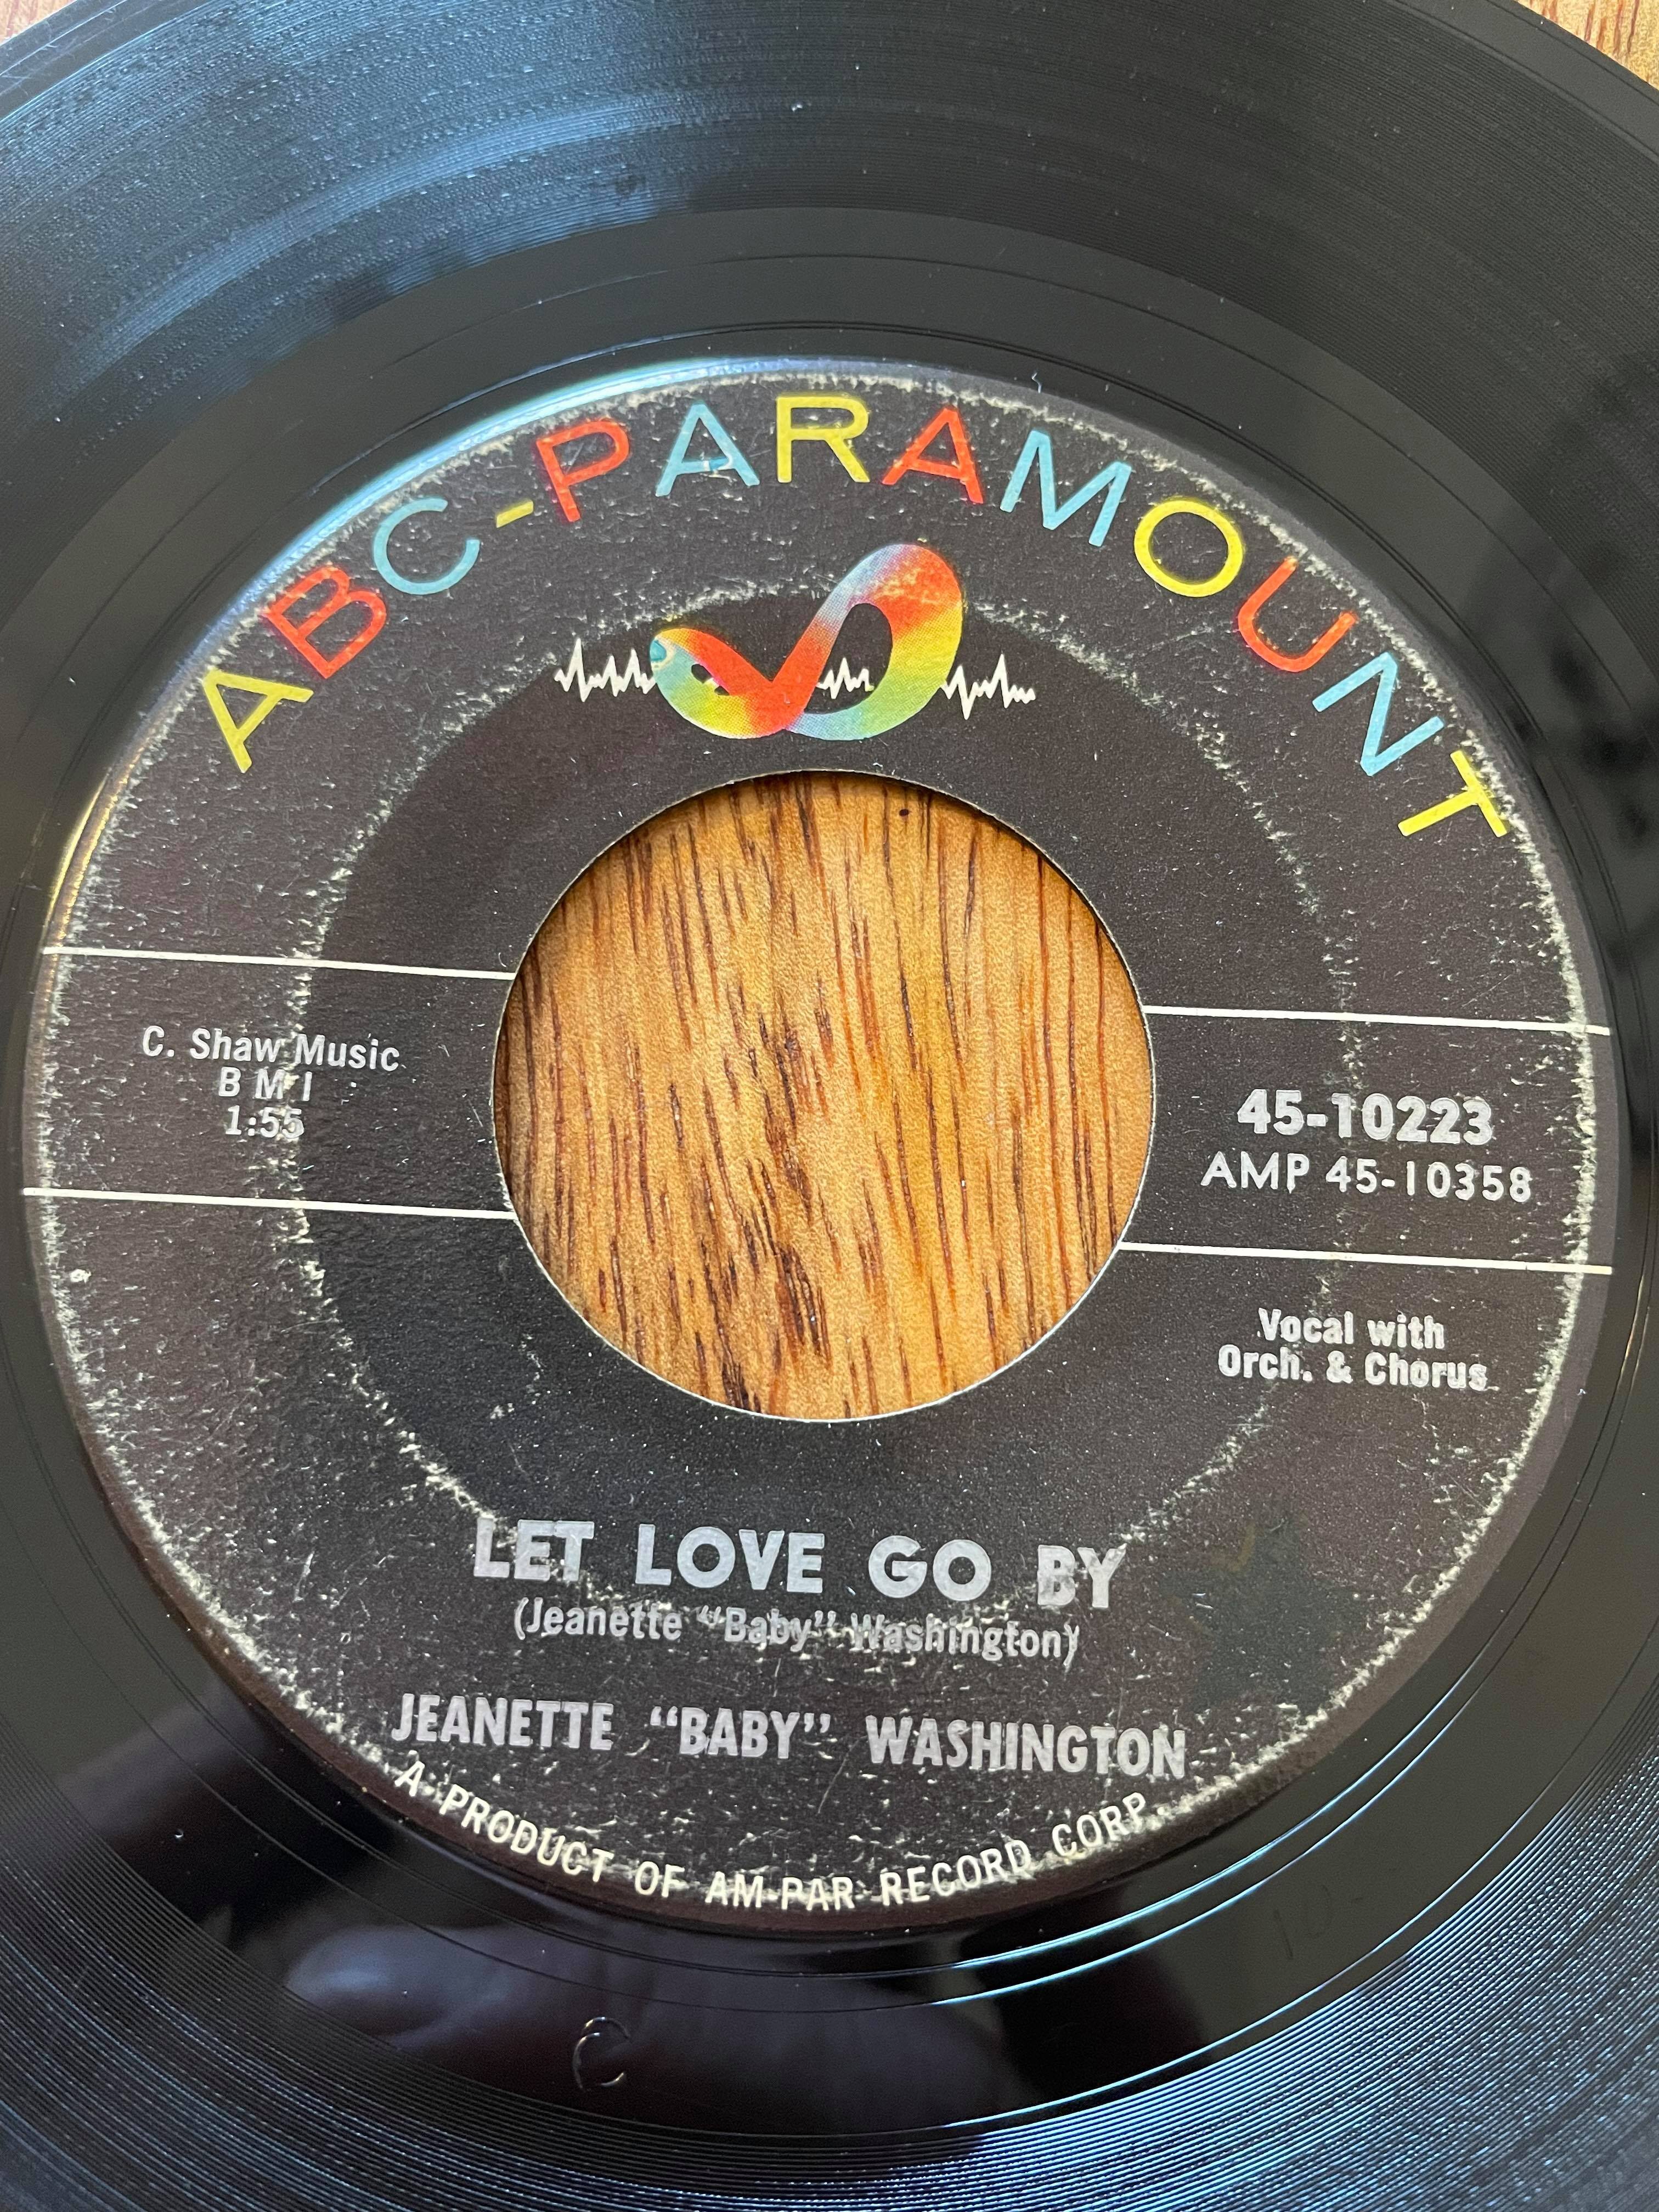 ABC-PARAMOUNT
C. Shaw Music
B M I
1:55
45-10223
AMP 45-10358
Vocal with
Orch. & Chorus
LET LOVE GO BY
(Jeanette "Baby" Washington)
JEANETTE "BABY" WASHINGTON
A PRODUCT OF AM-PAR RECORD CORP.
C